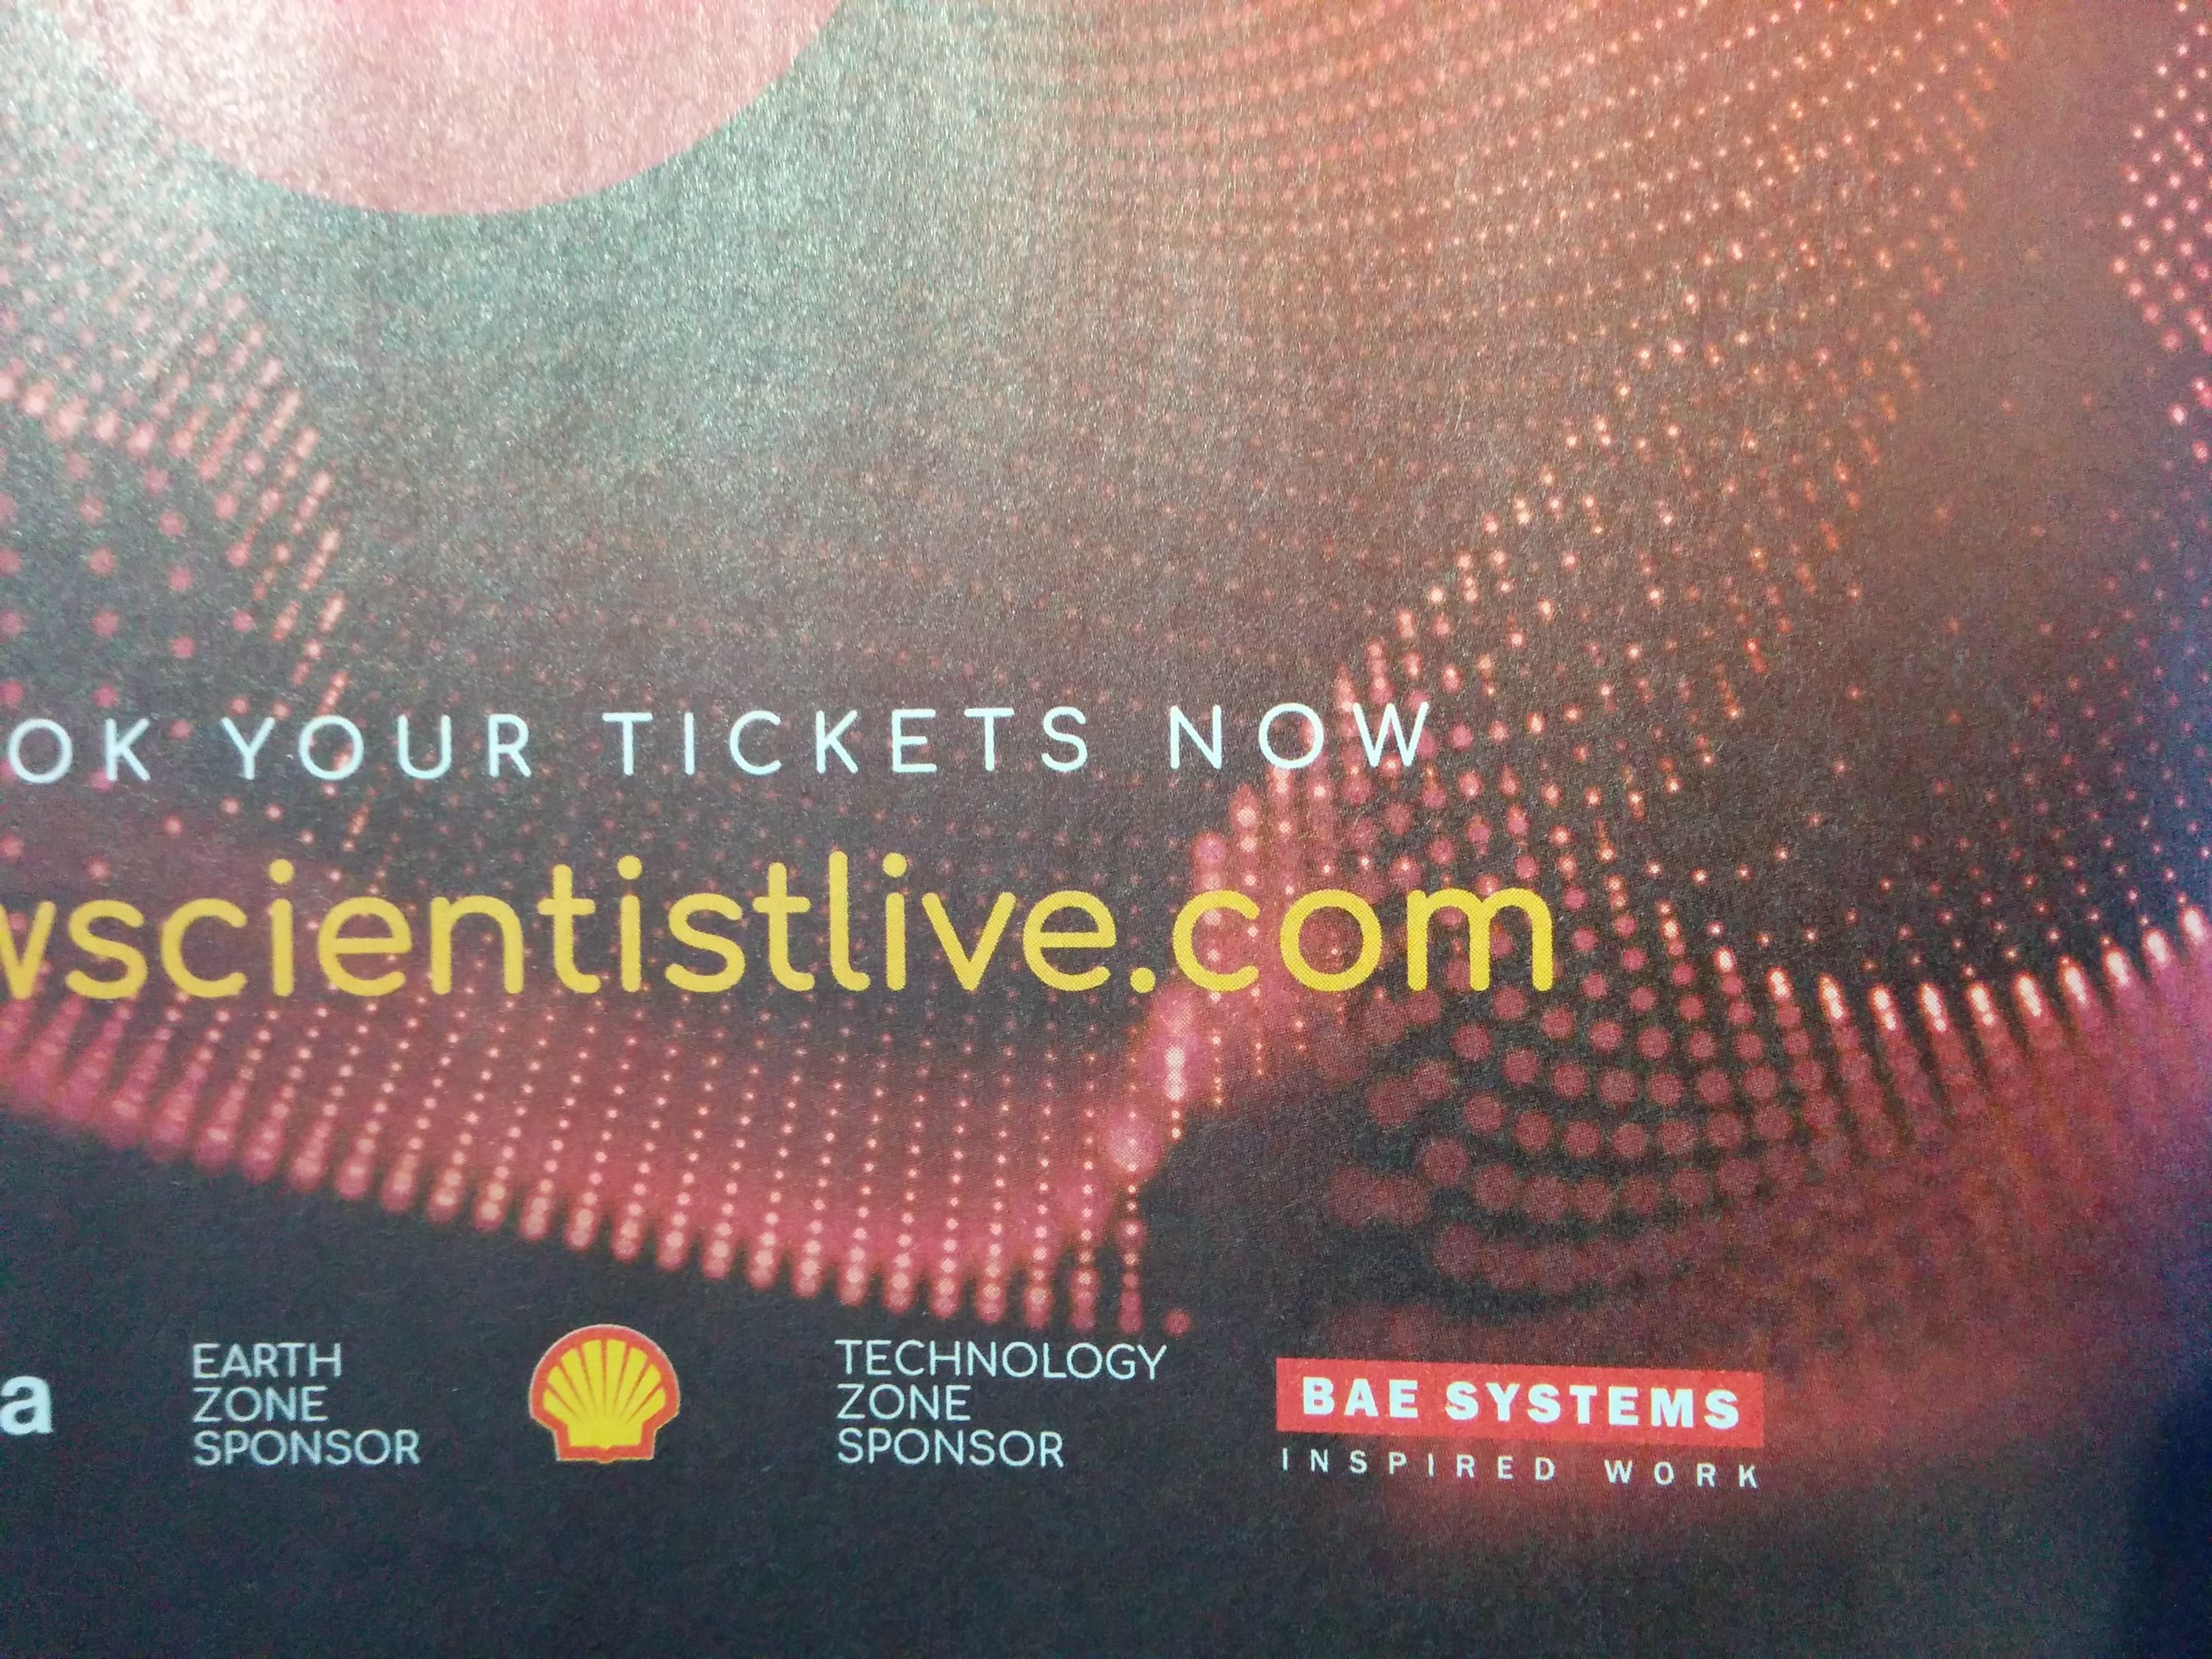 OK YOUR TICKETS NOW
wscientistlive.com
a
EARTH
ZONE
SPONSOR
TECHNOLOGY
ZONE
SPONSOR
BAE SYSTEMS
INSPIRED WORK